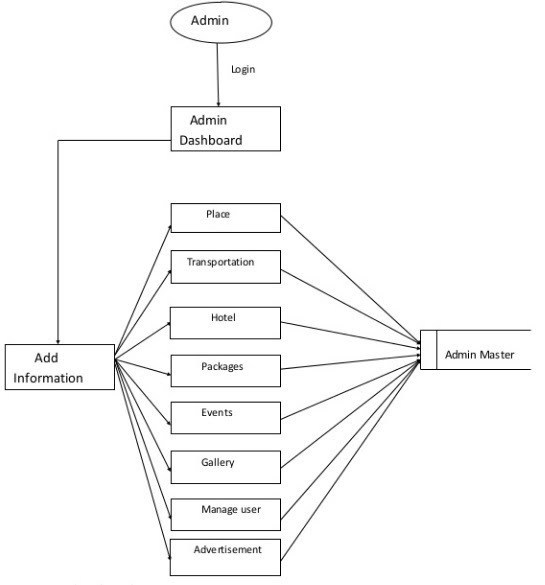 Admin
Login
Admin
Dashboard
Place
Transportation
Hotel
Add
Information
Admin Master
Packages
Events
Gallery
Manage user
Advertisement